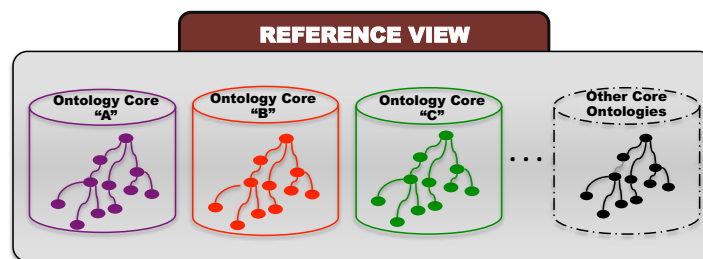 REFERENCE VIEW
Ontology Core
“A”
Ontology Core
“B”
Ontology Core
“C”
. . .
Other Core
Ontologies